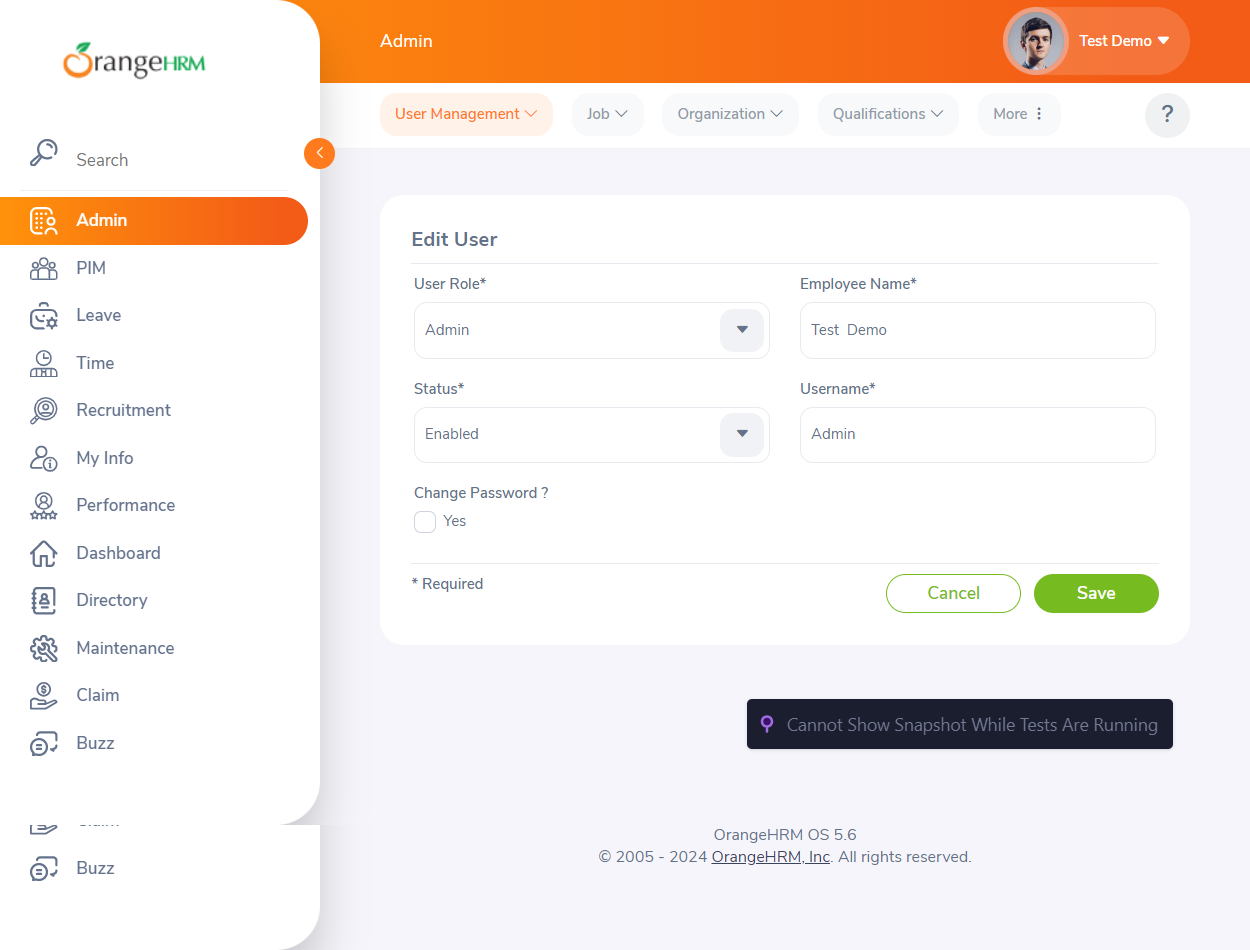 OrangeHRM
Admin
Test Demo
User Management
Job
Organization
Qualifications
More
?
Search
Admin
PIM
Leave
Time
Recruitment
My Info
Performance
Dashboard
Directory
Maintenance
Claim
Buzz
Claim
Buzz
Edit User
User Role*
Employee Name*
Admin
Test  Demo
Status*
Username*
Enabled
Admin
Change Password ?
Yes
* Required
Cancel
Save
Cannot Show Snapshot While Tests Are Running
OrangeHRM OS 5.6
© 2005 - 2024 OrangeHRM, Inc. All rights reserved.